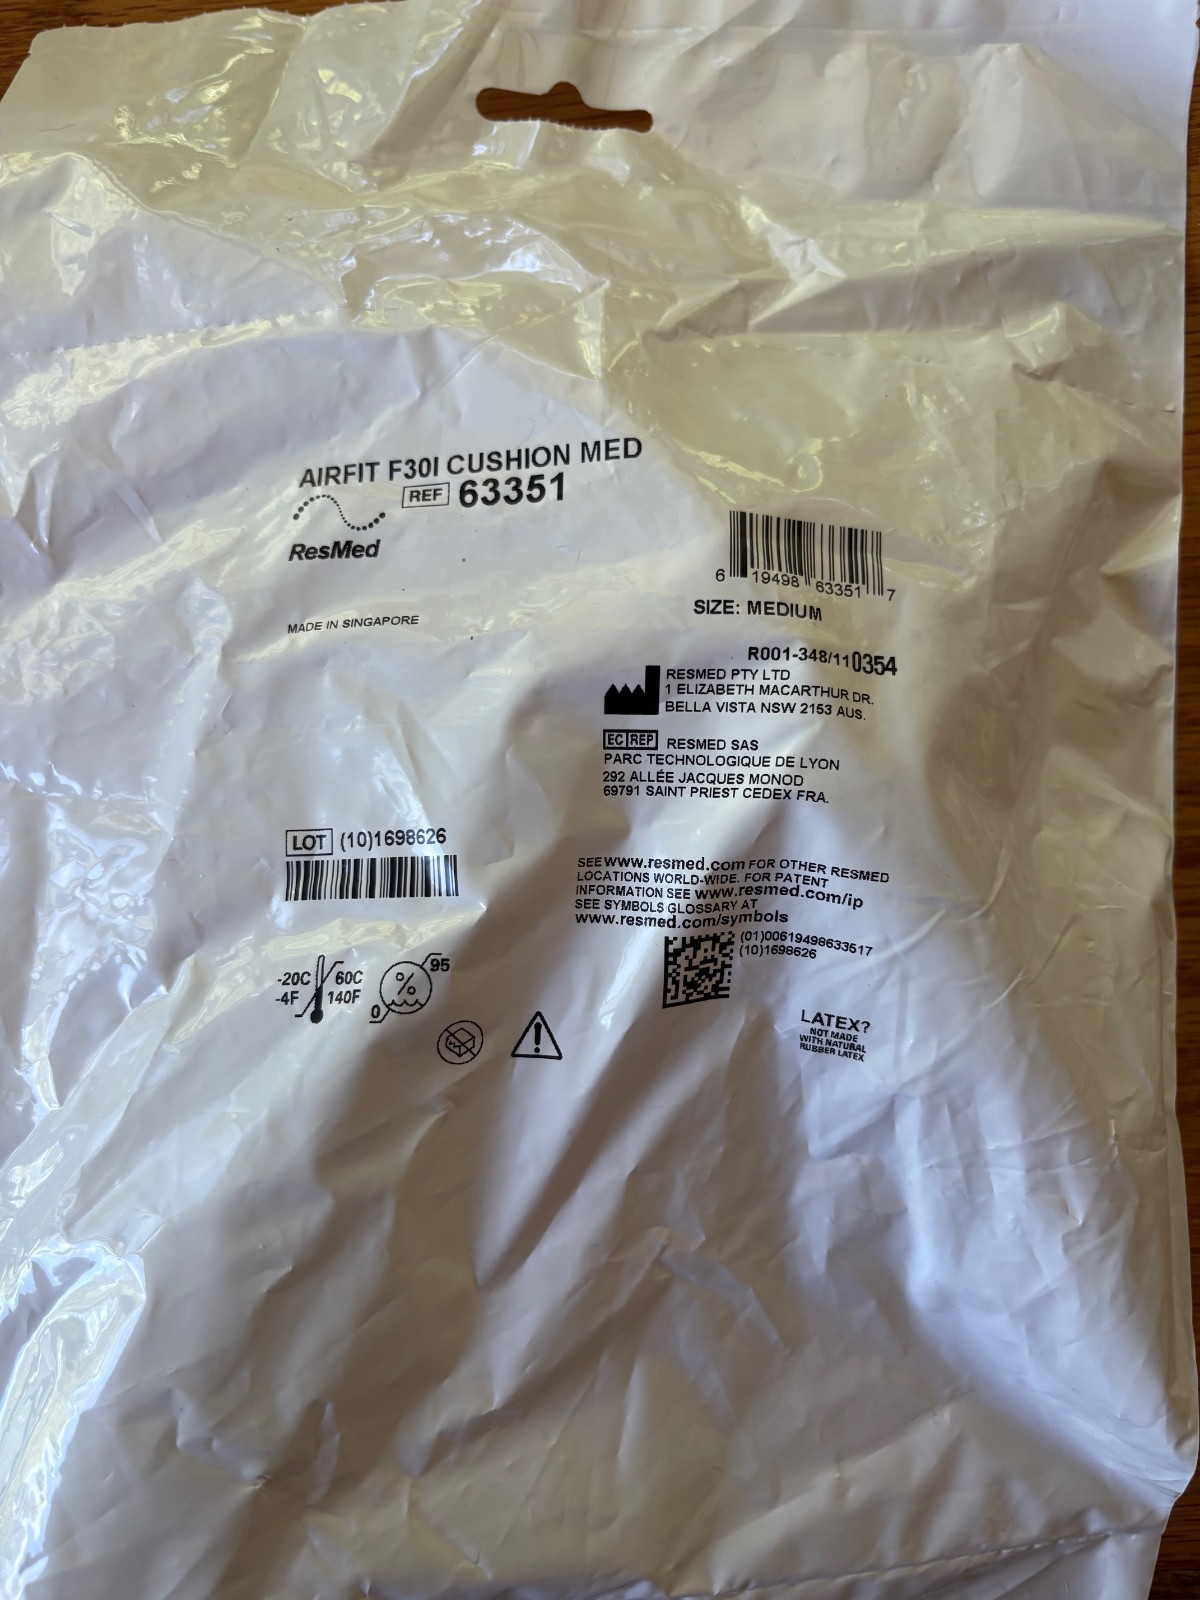 AIRFIT F30I CUSHION MED
REF 63351
ResMed
MADE IN SINGAPORE
6 19498 63351 7
SIZE: MEDIUM
R001-348/11 0354
RESMED PTY LTD
1 ELIZABETH MACARTHUR DR.
BELLA VISTA NSW 2153 AUS.
EC REP RESMED SAS
PARC TECHNOLOGIQUE DE LYON
292 ALLÉE JACQUES MONOD
69791 SAINT PRIEST CEDEX FRA.
LOT (10)1698626
SEE www.resmed.com FOR OTHER RESMED
LOCATIONS WORLD-WIDE. FOR PATENT
INFORMATION SEE www.resmed.com/ip
SEE SYMBOLS GLOSSARY AT
www.resmed.com/symbols
(01)00619498633517
(10)1698626
-20C 60C
-4F 140F
% 95
0
LATEX?
NOT MADE
WITH NATURAL
RUBBER LATEX